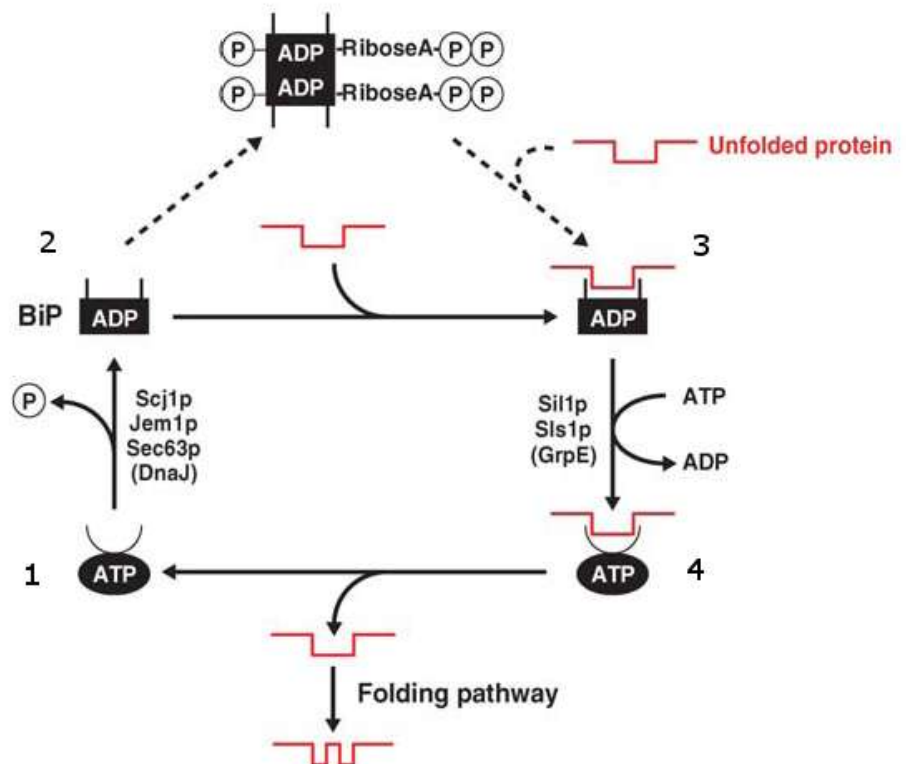 P ADP -RiboseA- P P
P ADP -RiboseA- P P
Unfolded protein
2
3
BiP ADP
ADP
P
Scj1p
Jem1p
Sec63p
(DnaJ)
Sil1p
Sls1p
(GrpE)
ATP
ADP
1
ATP
ATP
4
Folding pathway